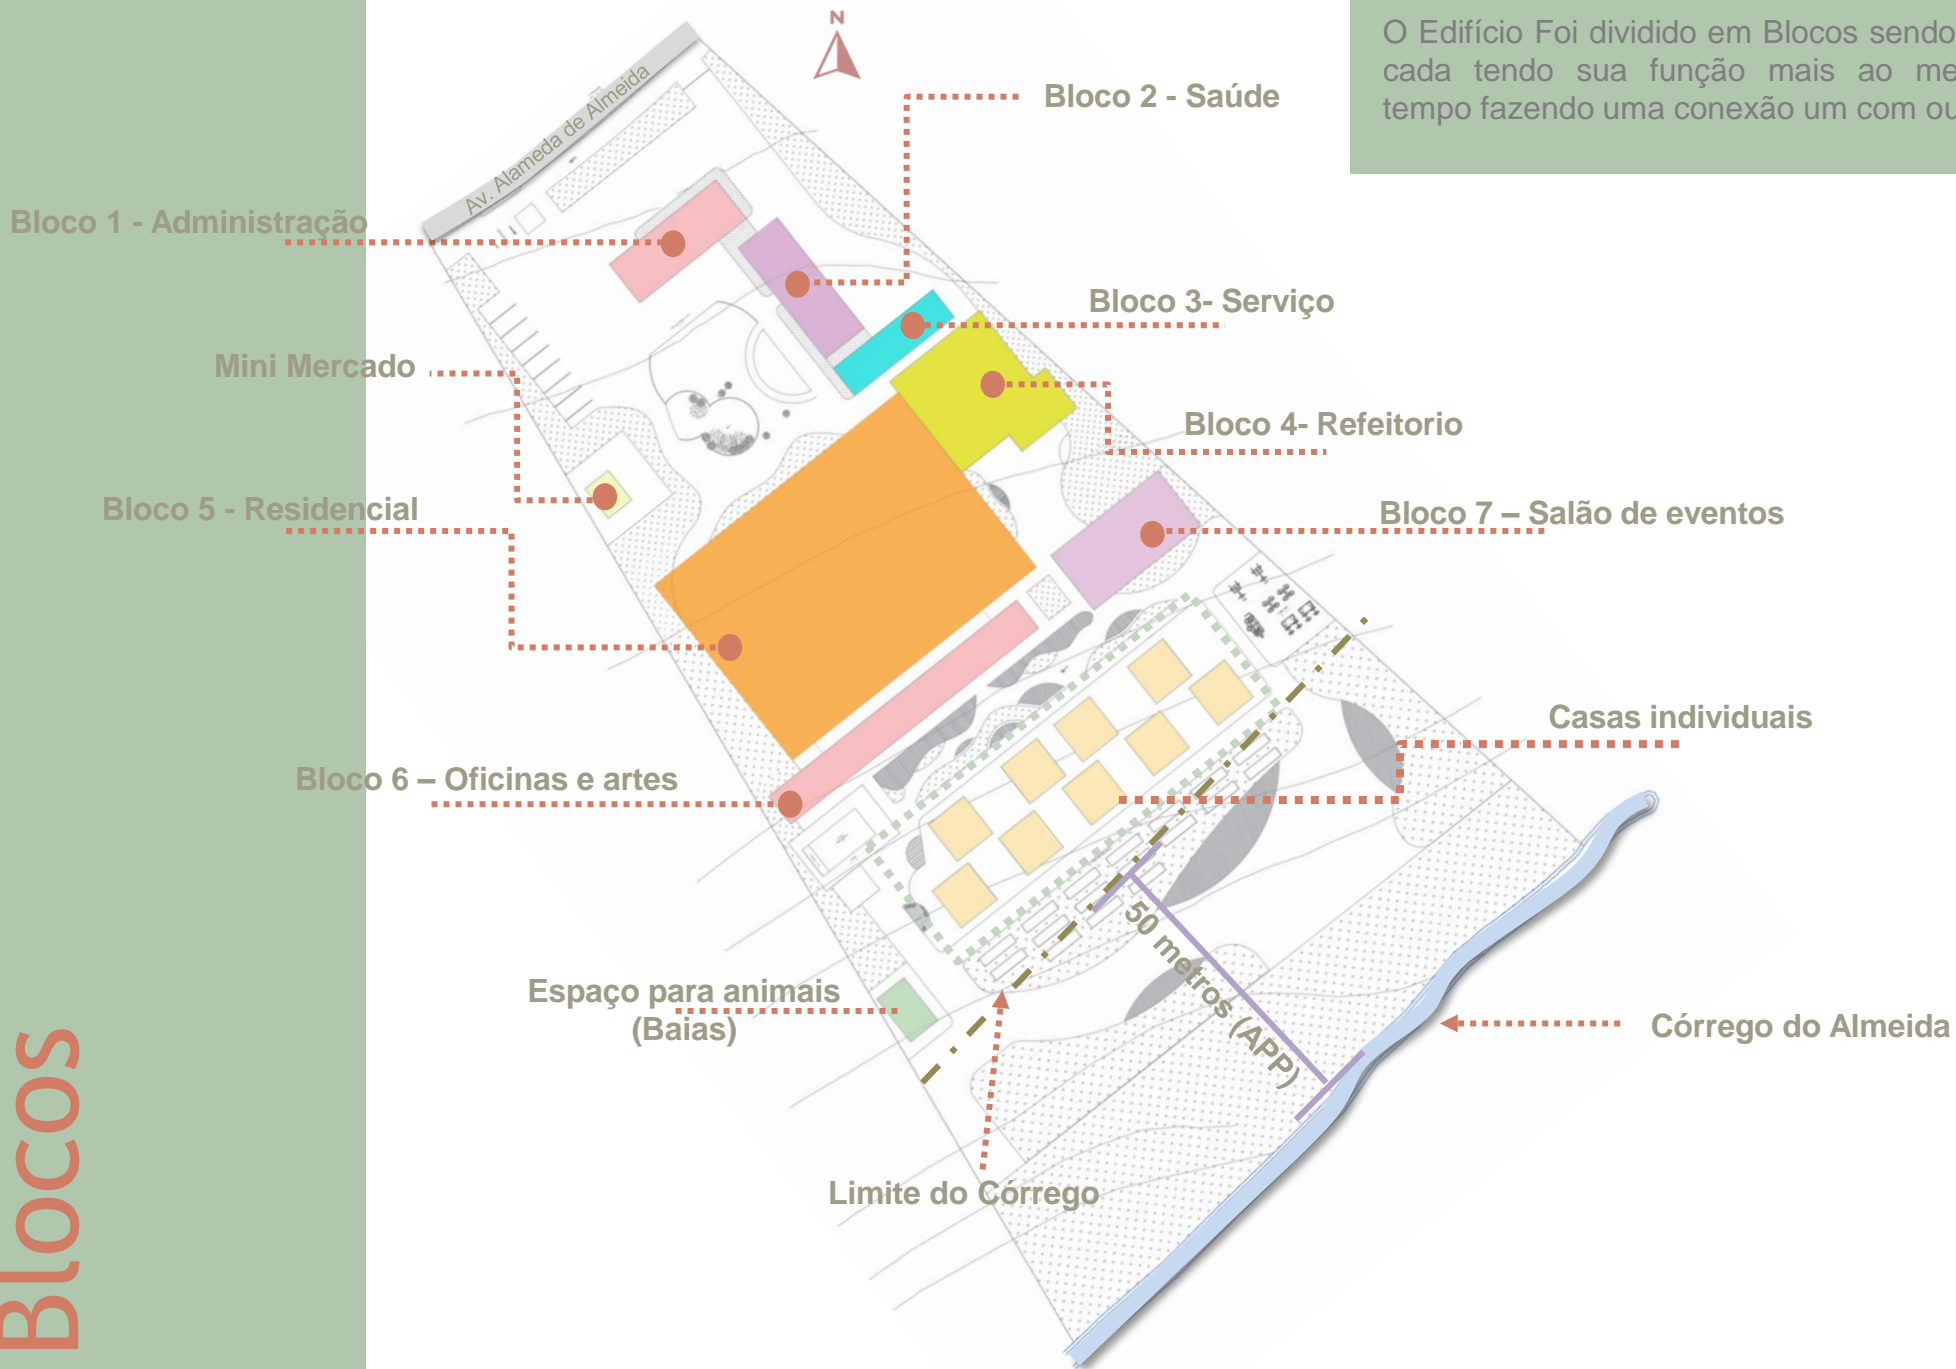 N
O Edifício Foi dividido em Blocos sendo
cada tendo sua função mais ao
tempo fazendo uma conexão um com
Av. Alameda de Almeida
Bloco 2 - Saúde
Bloco 1 - Administração
Bloco 3- Serviço
Mini Mercado
Bloco 4- Refeitorio
Bloco 5 - Residencial
Bloco 7 – Salão de eventos
Casas individuais
Bloco 6 – Oficinas e artes
50 metros (APP)
Espaço para animais
(Baias)
Córrego do Almeida
Limite do Córrego
Blocos